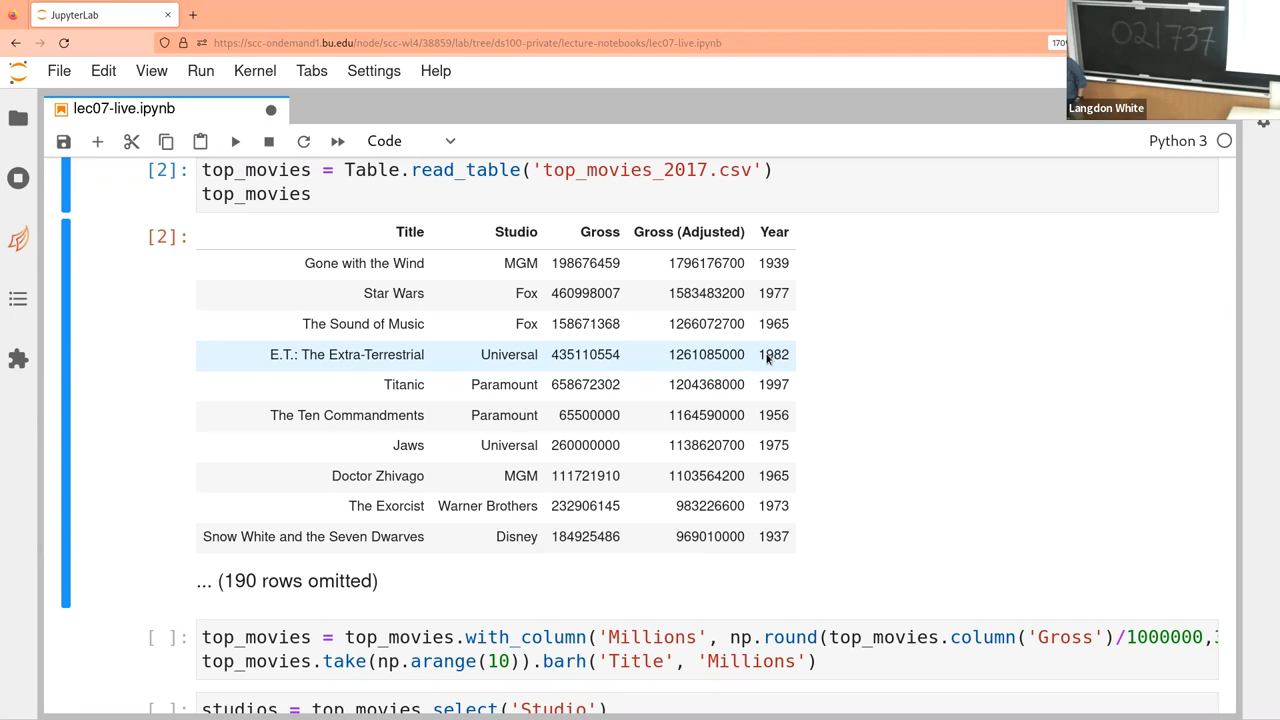 JupyterLab
https://scc-ondemand1.bu.edu/node/scc-wl4/38859/lab/tree/ds100-private/lecture-notebooks/lec07-live.ipynb 170
021737
Langdon White
File Edit View Run Kernel Tabs Settings Help
lec07-live.ipynb
Code Python 3
[2]: top_movies = Table.read_table('top_movies_2017.csv')
top_movies
[2]: Title Studio Gross Gross (Adjusted) Year
Gone with the Wind MGM 198676459 1796176700 1939
Star Wars Fox 460998007 1583483200 1977
The Sound of Music Fox 158671368 1266072700 1965
E.T.: The Extra-Terrestrial Universal 435110554 1261085000 1982
Titanic Paramount 658672302 1204368000 1997
The Ten Commandments Paramount 65500000 1164590000 1956
Jaws Universal 260000000 1138620700 1975
Doctor Zhivago MGM 111721910 1103564200 1965
The Exorcist Warner Brothers 232906145 983226600 1973
Snow White and the Seven Dwarves Disney 184925486 969010000 1937
... (190 rows omitted)
[ ]: top_movies = top_movies.with_column('Millions', np.round(top_movies.column('Gross')/1000000,3
top_movies.take(np.arange(10)).barh('Title', 'Millions')
studios = top_movies.select('Studio')